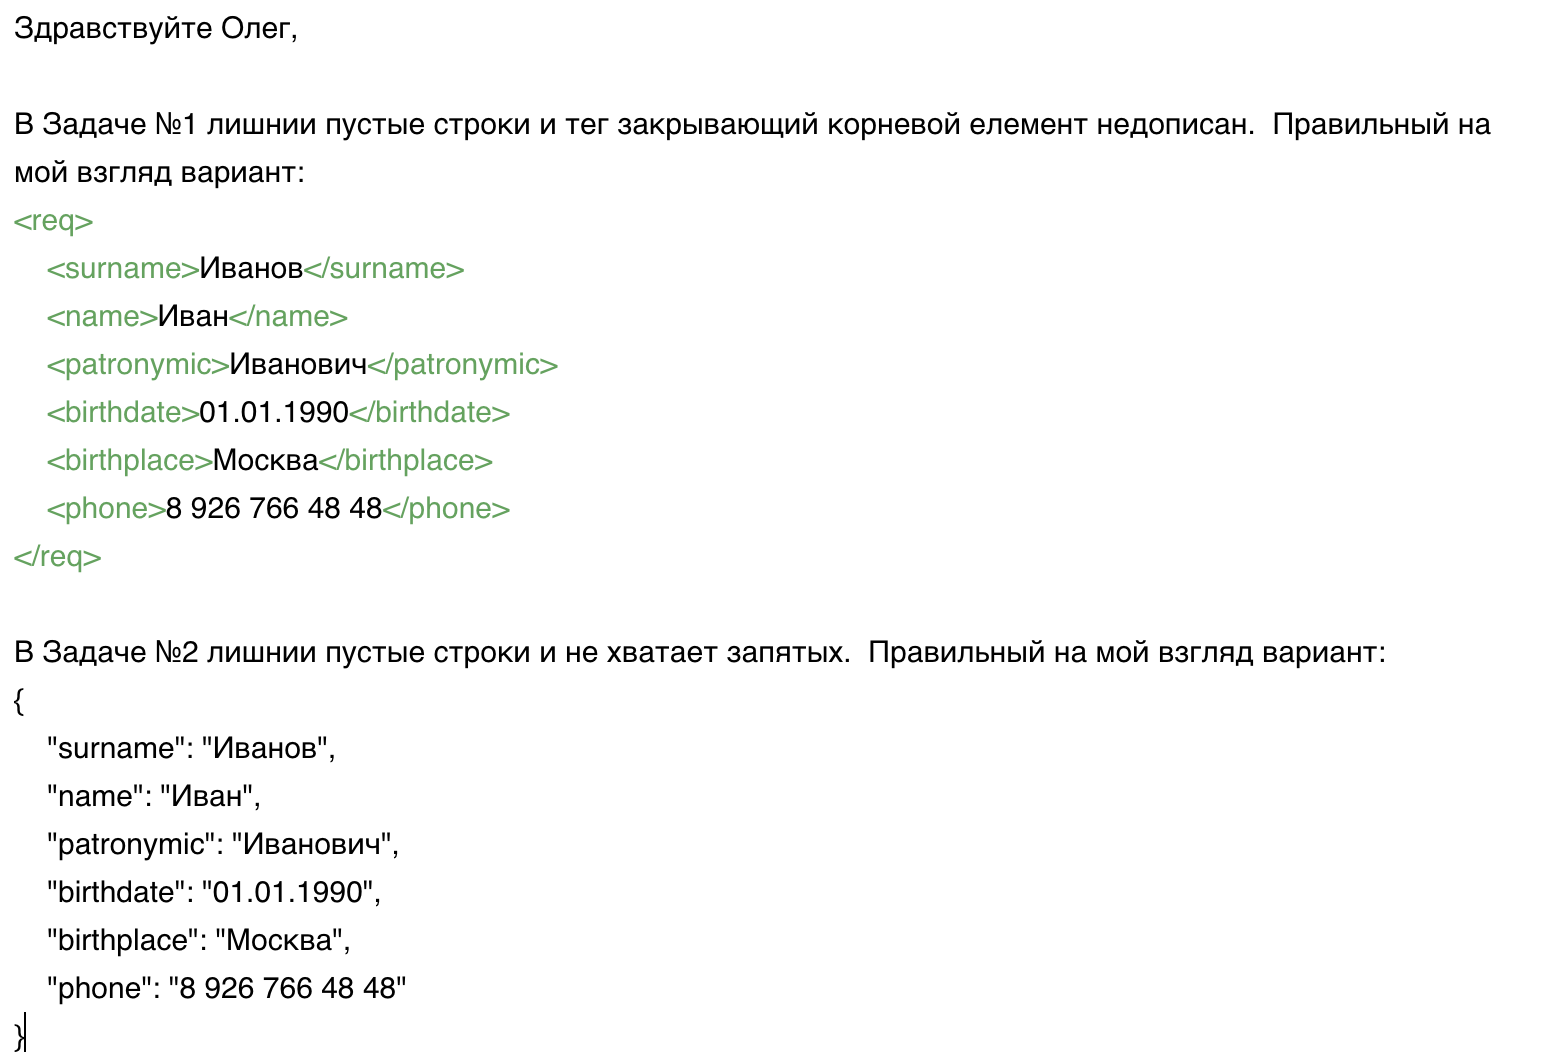 Здравствуйте Олег,
В Задаче №1 лишнии пустые строки и тег закрывающий корневой елемент недописан.  Правильный на
мой взгляд вариант:
<req>
<surname>Иванов</surname>
<name>Иван</name>
<patronymic>Иванович</patronymic>
<birthdate>01.01.1990</birthdate>
<birthplace>Москва</birthplace>
<phone>8 926 766 48 48</phone>
</req>
В Задаче №2 лишнии пустые строки и не хватает запятых.  Правильный на мой взгляд вариант:
{
"surname": "Иванов",
"name": "Иван",
"patronymic": "Иванович",
"birthdate": "01.01.1990",
"birthplace": "Москва",
"phone": "8 926 766 48 48"
}